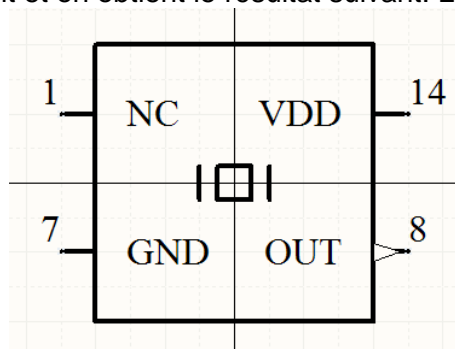 t et on obtient le résultat suivant.
1 NC VDD 14
7 GND OUT 8